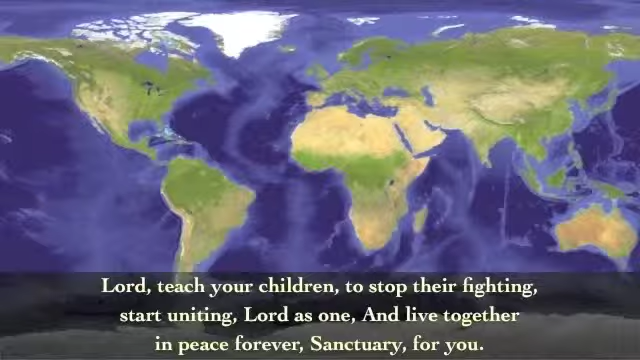 Lord, teach your children, to stop their fighting,
start uniting, Lord as one, And live together
in peace forever, Sanctuary, for you.